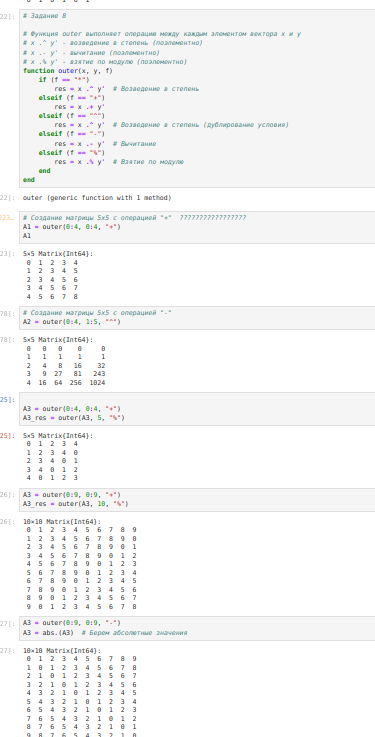 22]:
# Задание 8
# Функция outer выполняет операцию между каждым элементом вектора x и y
# x .^ y' - возведение в степень (поэлементно)
# x .- y' - вычитание (поэлементно)
# x .% y' - взятие по модулю (поэлементно)
function outer(x, y, f)
if (f == "*")
res = x .^ y' # Возведение в степень
elseif (f == "+")
res = x .+ y'
elseif (f == "^")
res = x .^ y' # Возведение в степень (дублирование условия)
elseif (f == "-")
res = x .- y' # Вычитание
elseif (f == "%")
res = x .% y' # Взятие по модулю
end
end
22]: outer (generic function with 1 method)
# Создание матрицы 5x5 с операцией "+" ?????????????????
A1 = outer(0:4, 0:4, "+")
A1
23]: 5×5 Matrix{Int64}:
0 1 2 3 4
1 2 3 4 5
2 3 4 5 6
3 4 5 6 7
4 5 6 7 8
78]: # Создание матрицы 5x5 с операцией "-"
A2 = outer(0:4, 1:5, "^")
78]: 5×5 Matrix{Int64}:
0 0 0 0 0
1 1 1 1 1
2 4 8 16 32
3 9 27 81 243
4 16 64 256 1024
25]:
A3 = outer(0:4, 0:4, "+")
A3_res = outer(A3, 5, "%")
25]: 5×5 Matrix{Int64}:
0 1 2 3 4
1 2 3 4 0
2 3 4 0 1
3 4 0 1 2
4 0 1 2 3
26]: A3 = outer(0:9, 0:9, "+")
A3_res = outer(A3, 10, "%")
26]: 10×10 Matrix{Int64}:
0 1 2 3 4 5 6 7 8 9
1 2 3 4 5 6 7 8 9 0
2 3 4 5 6 7 8 9 0 1
3 4 5 6 7 8 9 0 1 2
4 5 6 7 8 9 0 1 2 3
5 6 7 8 9 0 1 2 3 4
6 7 8 9 0 1 2 3 4 5
7 8 9 0 1 2 3 4 5 6
8 9 0 1 2 3 4 5 6 7
9 0 1 2 3 4 5 6 7 8
27]: A3 = outer(0:9, 0:9, "-")
A3 = abs.(A3) # Берем абсолютные значения
27]: 10×10 Matrix{Int64}:
0 1 2 3 4 5 6 7 8 9
1 0 1 2 3 4 5 6 7 8
2 1 0 1 2 3 4 5 6 7
3 2 1 0 1 2 3 4 5 6
4 3 2 1 0 1 2 3 4 5
5 4 3 2 1 0 1 2 3 4
6 5 4 3 2 1 0 1 2 3
7 6 5 4 3 2 1 0 1 2
8 7 6 5 4 3 2 1 0 1
9 8 7 6 5 4 3 2 1 0